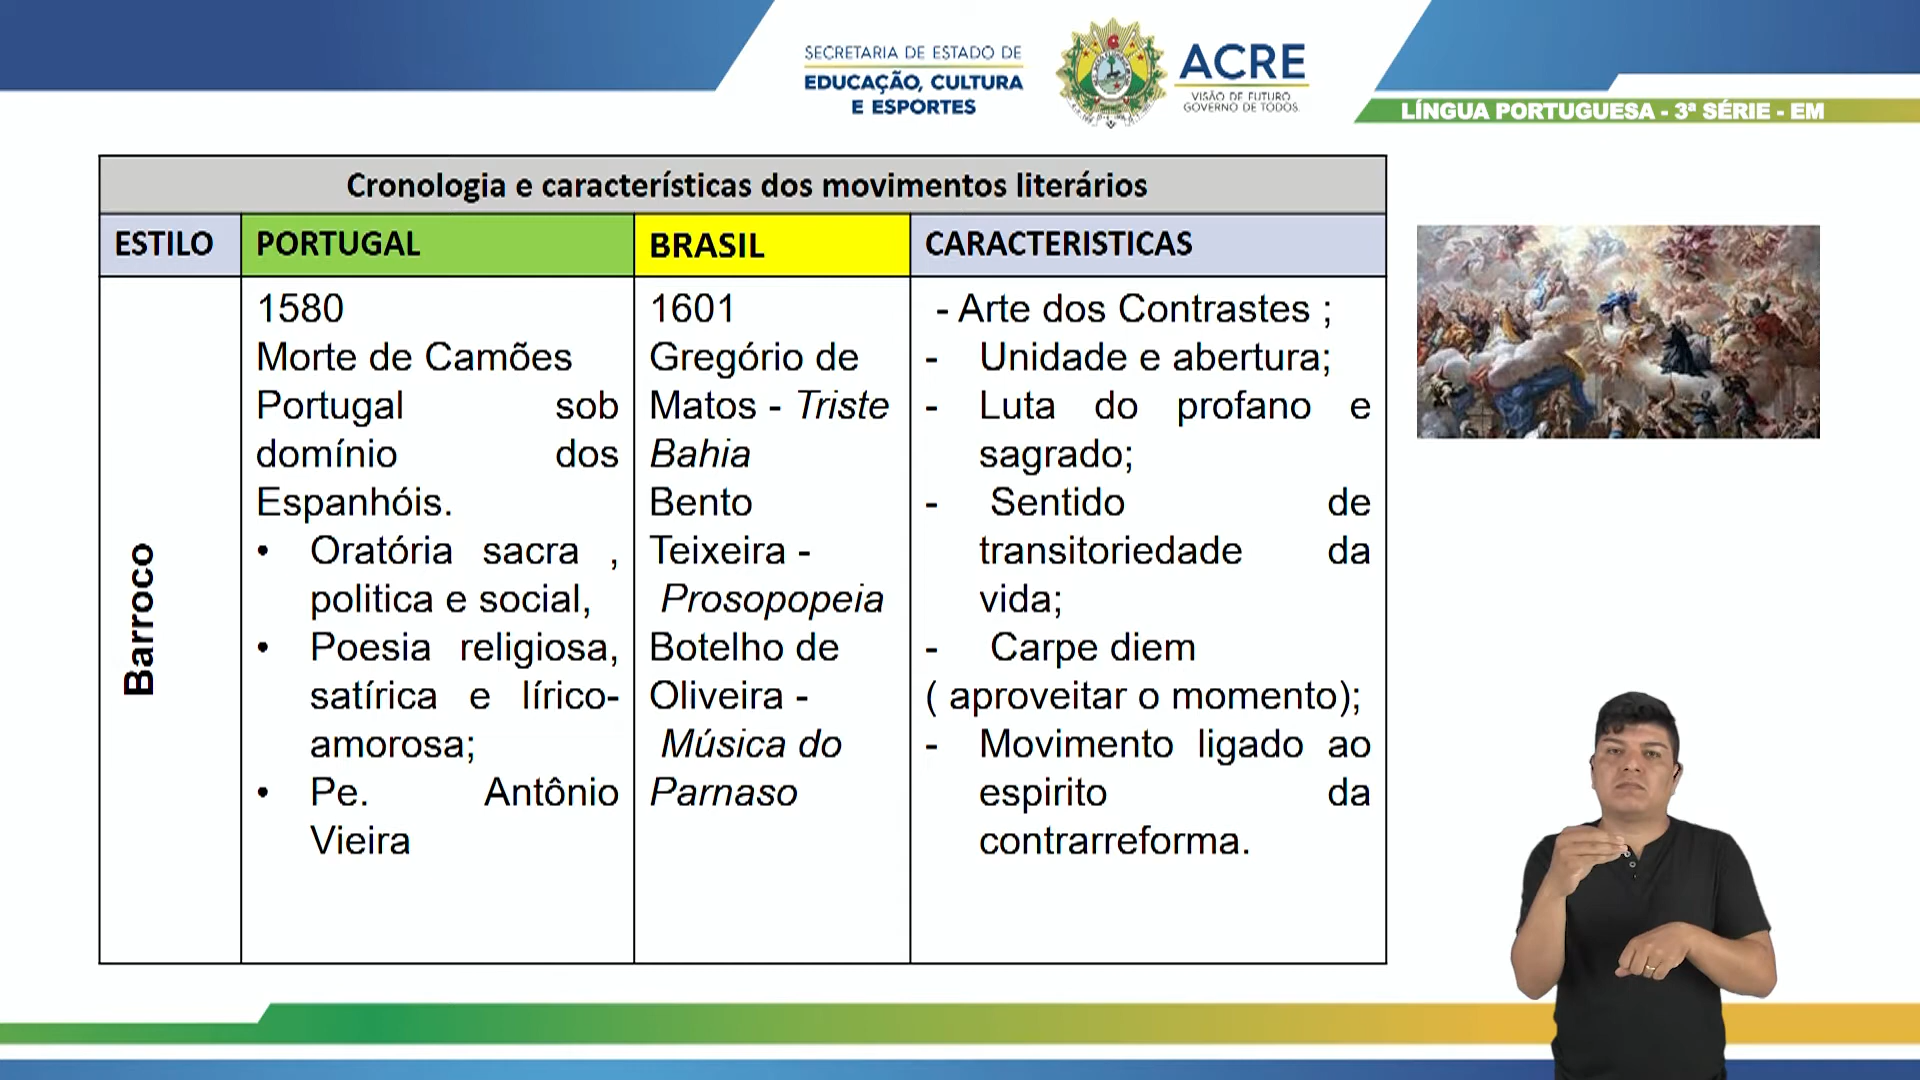 SECRETARIA DE ESTADO DE
EDUCAÇÃO, CULTURA
E ESPORTES
ACRE
VISÃO DE FUTURO
GOVERNO DE TODOS
LÍNGUA PORTUGUESA - 3ª SÉRIE - EM
Cronologia e características dos movimentos literários
ESTILO
PORTUGAL
BRASIL
CARACTERISTICAS
Barroco
1580
Morte de Camões
Portugal sob
domínio dos
Espanhóis.
• Oratória sacra ,
politica e social,
• Poesia religiosa,
satírica e lírico-
amorosa;
• Pe. Antônio
Vieira
1601
Gregório de
Matos - Triste
Bahia
Bento
Teixeira -
Prosopopeia
Botelho de
Oliveira -
Música do
Parnaso
- Arte dos Contrastes ;
- Unidade e abertura;
- Luta do profano e
sagrado;
- Sentido de
transitoriedade da
vida;
- Carpe diem
( aproveitar o momento);
- Movimento ligado ao
espirito da
contrarreforma.